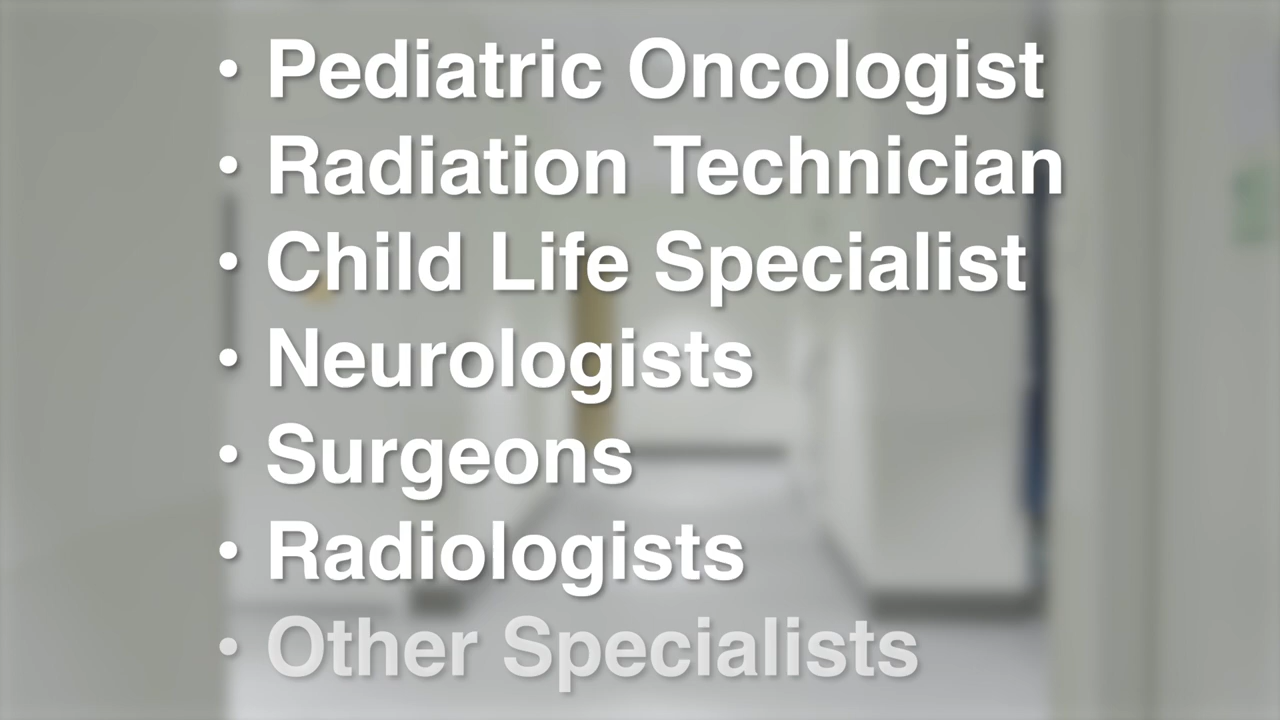 • Pediatric Oncologist
• Radiation Technician
• Child Life Specialist
• Neurologists
• Surgeons
• Radiologists
• Other Specialists